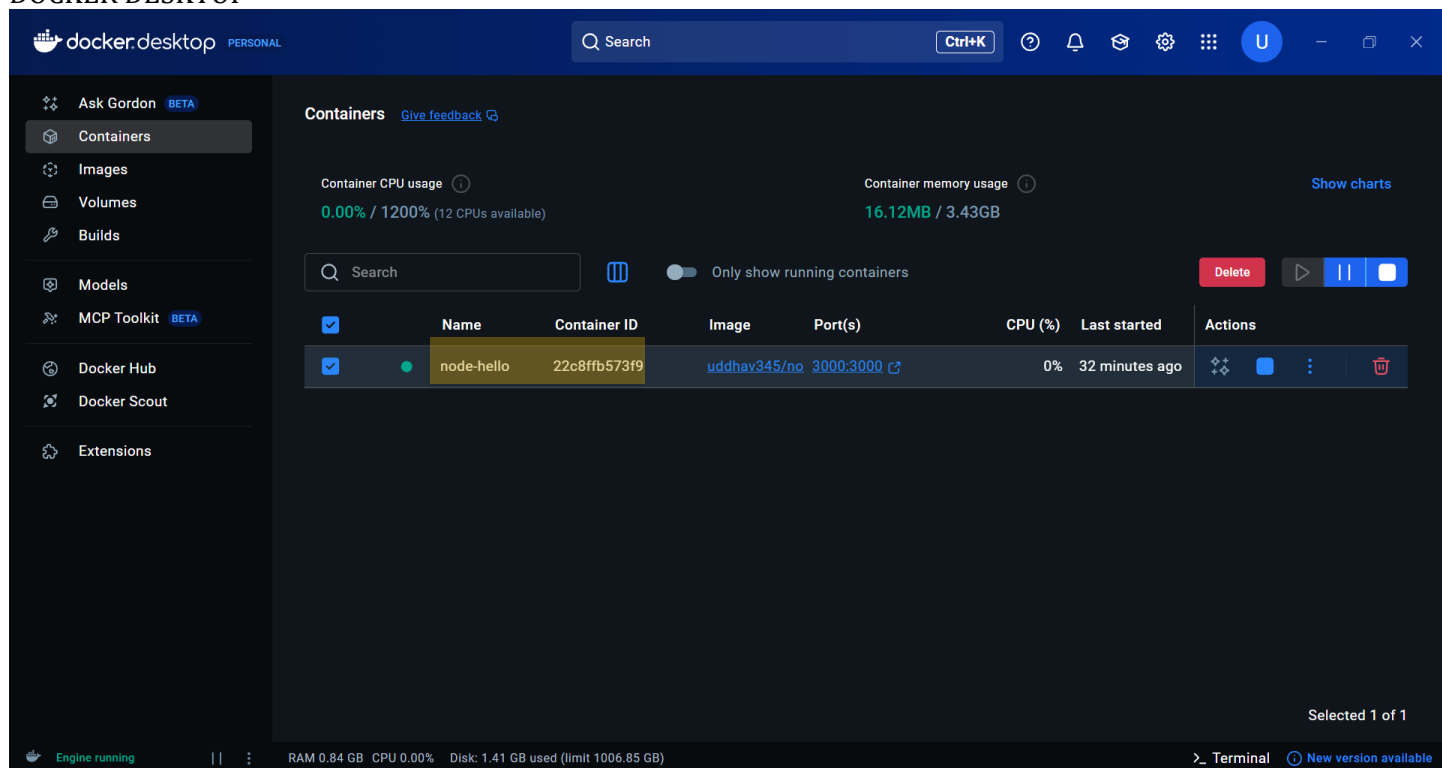 DOCKER DESKTOP
docker.desktop PERSONAL
Search Ctrl+K
U
Ask Gordon BETA
Containers
Images
Volumes
Builds
Models
MCP Toolkit BETA
Docker Hub
Docker Scout
Extensions
Containers Give feedback
Container CPU usage
0.00% / 1200% (12 CPUs available)
Container memory usage
16.12MB / 3.43GB
Show charts
Search
Only show running containers
Delete
Name Container ID Image Port(s) CPU (%) Last started Actions
node-hello 22c8ffb573f9 uddhav345/no 3000:3000 0% 32 minutes ago
Selected 1 of 1
Engine running RAM 0.84 GB CPU 0.00% Disk: 1.41 GB used (limit 1006.85 GB) >_ Terminal New version available